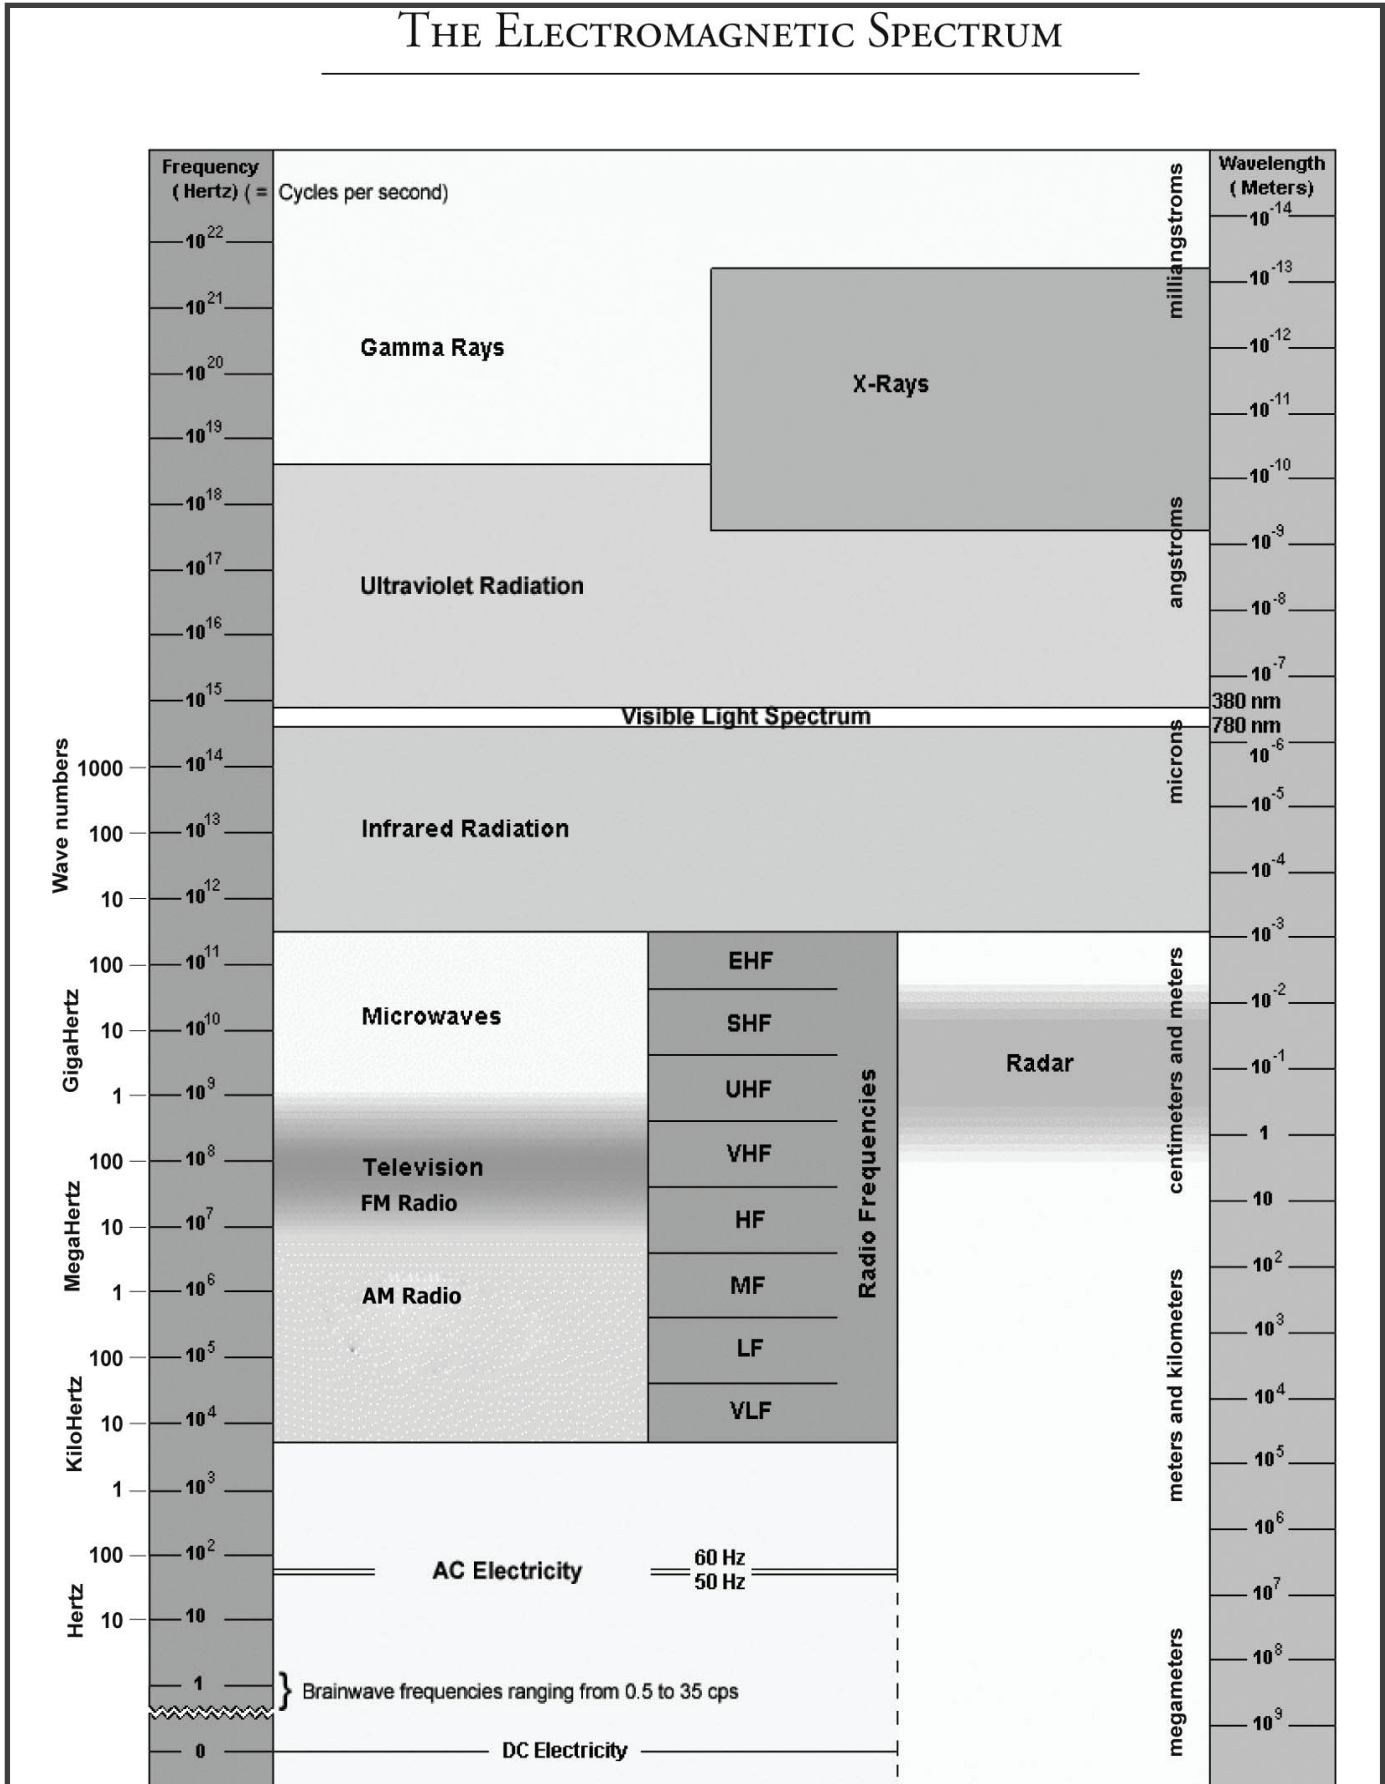 THE ELECTROMAGNETIC SPECTRUM
Frequency
(Hertz) (= Cycles per second)
Wavelength
(Meters)
10^22
10^21
10^20
10^19
10^18
10^17
10^16
10^15
10^14
10^13
10^12
10^11
10^10
10^9
10^8
10^7
10^6
10^5
10^4
10^3
10^2
10
1
0
Wave numbers
1000
100
10
GigaHertz
100
10
1
MegaHertz
100
10
1
KiloHertz
100
10
1
Hertz
100
10
Gamma Rays
X-Rays
Ultraviolet Radiation
Visible Light Spectrum
Infrared Radiation
Microwaves
Television
FM Radio
AM Radio
EHF
SHF
UHF
VHF
HF
MF
LF
VLF
Radio Frequencies
Radar
AC Electricity
60 Hz
50 Hz
} Brainwave frequencies ranging from 0.5 to 35 cps
DC Electricity
milliangstroms
angstroms
microns
centimeters and meters
meters and kilometers
megameters
10^-14
10^-13
10^-12
10^-11
10^-10
10^-9
10^-8
10^-7
380 nm
780 nm
10^-6
10^-5
10^-4
10^-3
10^-2
10^-1
1
10
10^2
10^3
10^4
10^5
10^6
10^7
10^8
10^9